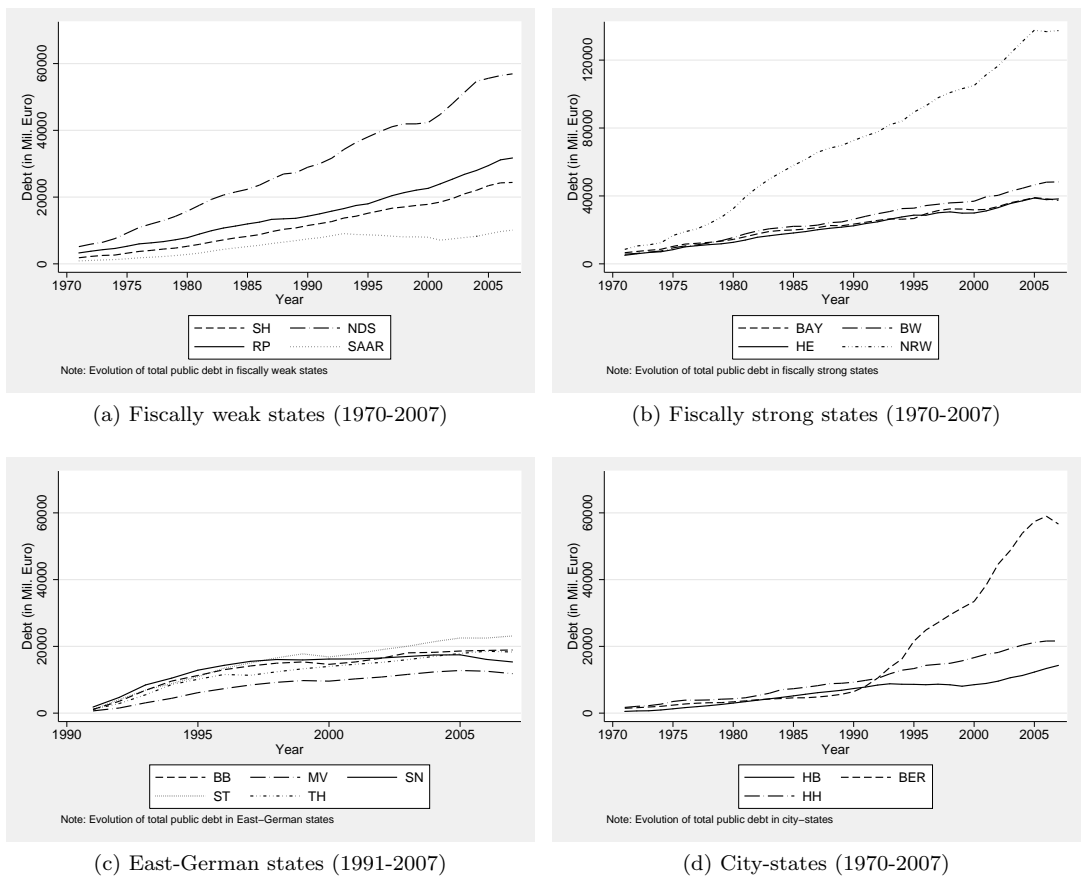 60000
40000
20000
0
Debt (in Mil. Euro)
1970 1975 1980 1985 1990 1995 2000 2005
Year
SH NDS
RP SAAR
Note: Evolution of total public debt in fiscally weak states
(a) Fiscally weak states (1970-2007)
120000
80000
40000
0
Debt (in Mil. Euro)
1970 1975 1980 1985 1990 1995 2000 2005
Year
BAY BW
HE NRW
Note: Evolution of total public debt in fiscally strong states
(b) Fiscally strong states (1970-2007)
60000
40000
20000
0
Debt (in Mil. Euro)
1990 1995 2000 2005
Year
BB MV SN
ST TH
Note: Evolution of total public debt in East−German states
(c) East-German states (1991-2007)
60000
40000
20000
0
Debt (in Mil. Euro)
1970 1975 1980 1985 1990 1995 2000 2005
Year
HB BER
HH
Note: Evolution of total public debt in city−states
(d) City-states (1970-2007)